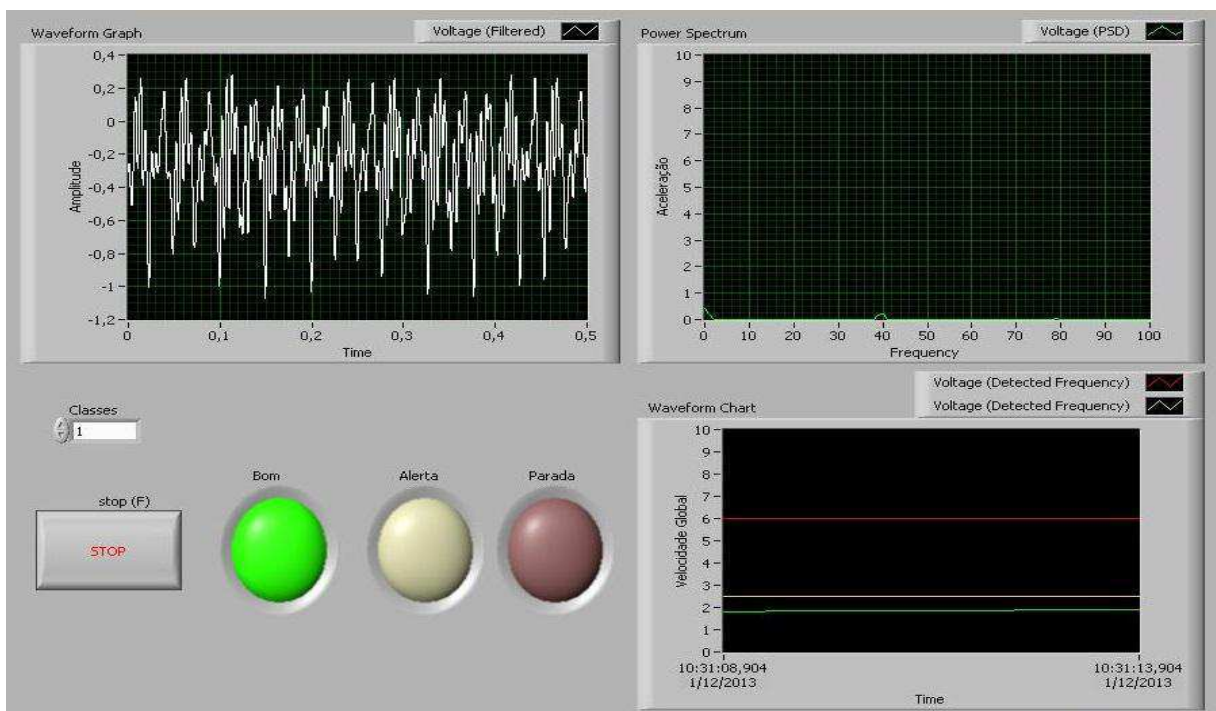 Waveform Graph
Voltage (Filtered)
0,4
0,2
0
-0,2
-0,4
-0,6
-0,8
-1
-1,2
Amplitude
0 0,1 0,2 0,3 0,4 0,5
Time
Power Spectrum
Voltage (PSD)
10
9
8
7
6
5
4
3
2
1
0
Aceleração
0 10 20 30 40 50 60 70 80 90 100
Frequency
Classes
1
stop (F)
STOP
Bom
Alerta
Parada
Voltage (Detected Frequency)
Voltage (Detected Frequency)
Waveform Chart
10
9
8
7
6
5
4
3
2
1
0
Velocidade Global
10:31:08,904 10:31:13,904
1/12/2013 1/12/2013
Time